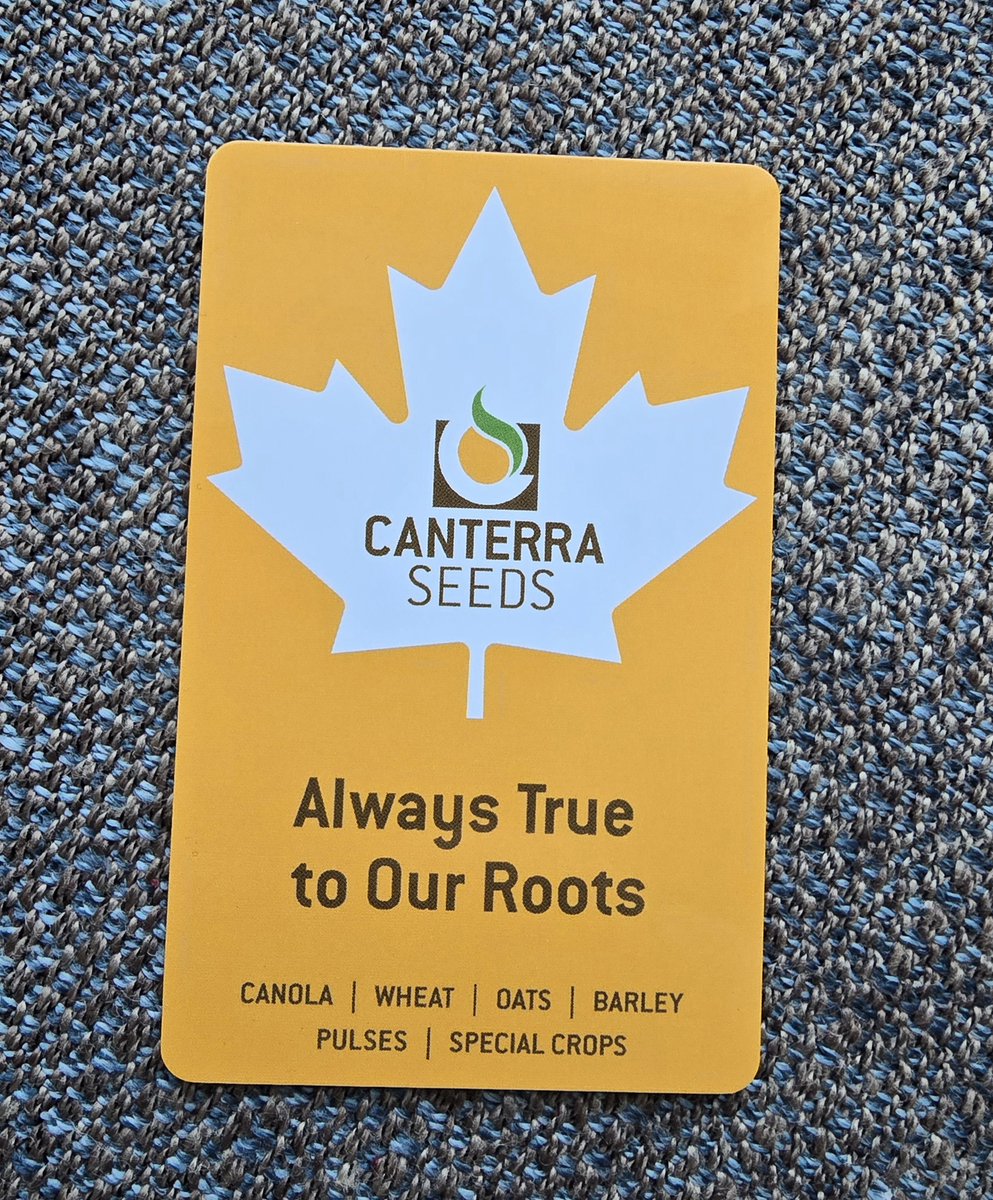 CANTERRA
SEEDS
Always True
to Our Roots
CANOLA | WHEAT | OATS | BARLEY
PULSES | SPECIAL CROPS